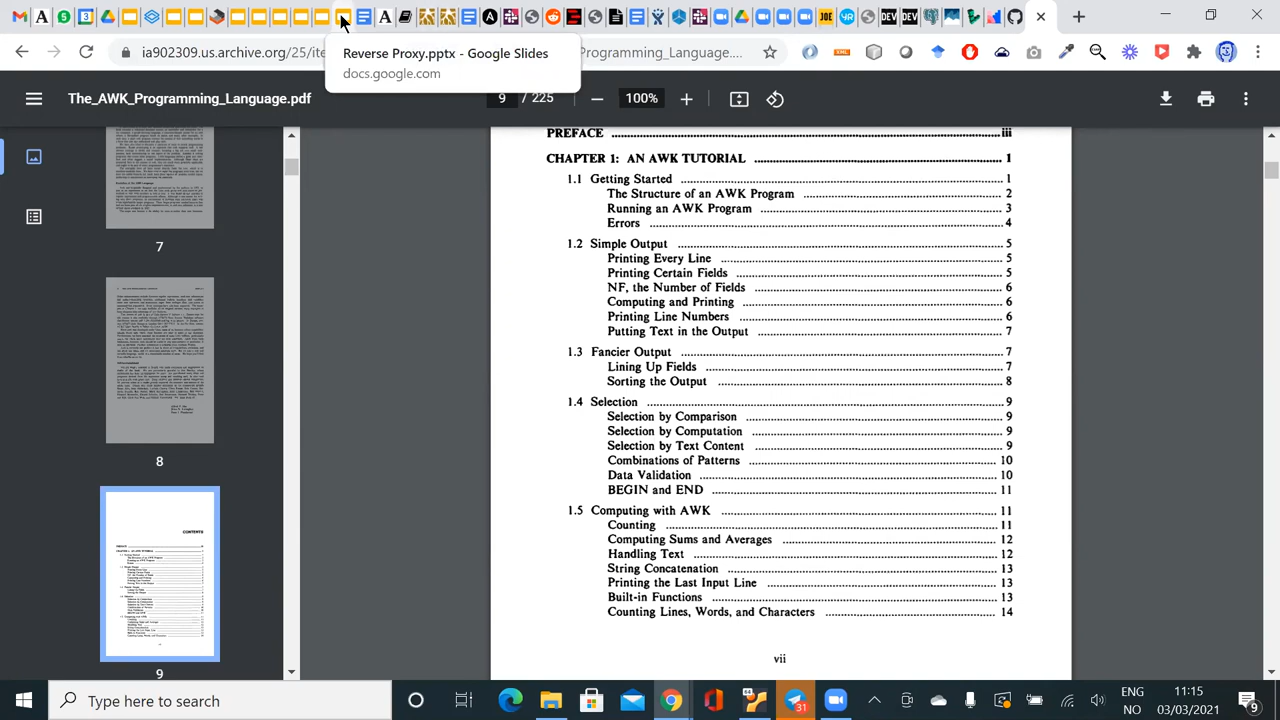 ia902309.us.archive.org/25/ite
Programming_Language....
Reverse Proxy.pptx - Google Slides
docs.google.com
The_AWK_Programming_Language.pdf
9 / 225
100%
7
8
9
CONTENTS
PREFACE iii
CHAPTER 1: AN AWK TUTORIAL 1
1.1 Getting Started 1
The Structure of an AWK Program 2
Running an AWK Program 3
Errors 4
1.2 Simple Output 5
Printing Every Line 5
Printing Certain Fields 5
NF, the Number of Fields 6
Computing and Printing 6
Printing Line Numbers 6
Putting Text in the Output 7
1.3 Fancier Output 7
Lining Up Fields 7
Sorting the Output 8
1.4 Selection 9
Selection by Comparison 9
Selection by Computation 9
Selection by Text Content 9
Combinations of Patterns 10
Data Validation 10
BEGIN and END 11
1.5 Computing with AWK 11
Counting 11
Computing Sums and Averages 12
Handling Text 12
String Concatenation 13
Printing the Last Input Line 13
Built-in Functions 13
Counting Lines, Words, and Characters 14
vii
Type here to search
64
31
ENG
NO
11:15
03/03/2021
9